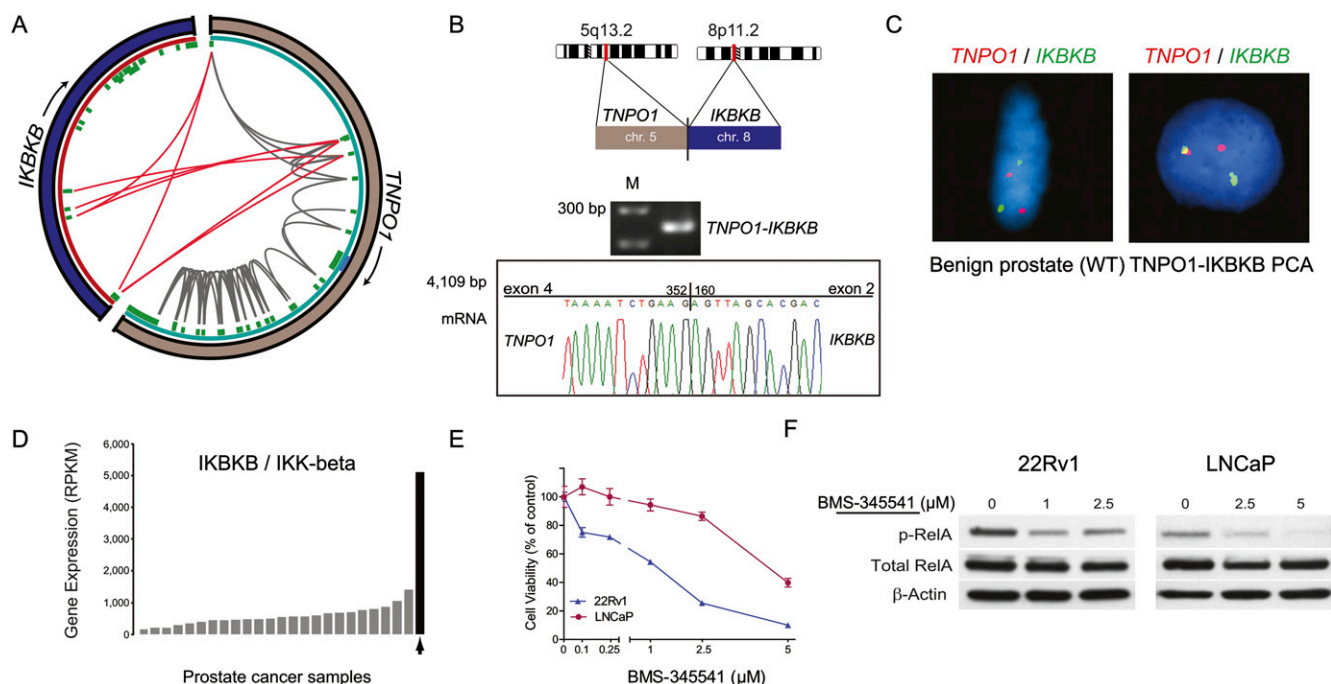 A
IKBKB
TNPO1
B
5q13.2
8p11.2
TNPO1
IKBKB
chr. 5
chr. 8
M
300 bp
TNPO1-IKBKB
4,109 bp
mRNA
exon 4
352
160
exon 2
TAAAATCTGAAGAGTTAGCACGAC
TNPO1
IKBKB
C
TNPO1 / IKBKB
TNPO1 / IKBKB
Benign prostate (WT)
TNPO1-IKBKB PCA
D
IKBKB / IKK-beta
Gene Expression (RPKM)
6,000
5,000
4,000
3,000
2,000
1,000
0
Prostate cancer samples
E
Cell Viability (% of control)
100
80
60
40
20
0
22Rv1
LNCaP
0
0.1
0.25
1
2.5
5
BMS-345541 (µM)
F
22Rv1
LNCaP
BMS-345541 (µM)
0
1
2.5
0
2.5
5
p-RelA
Total RelA
β-Actin